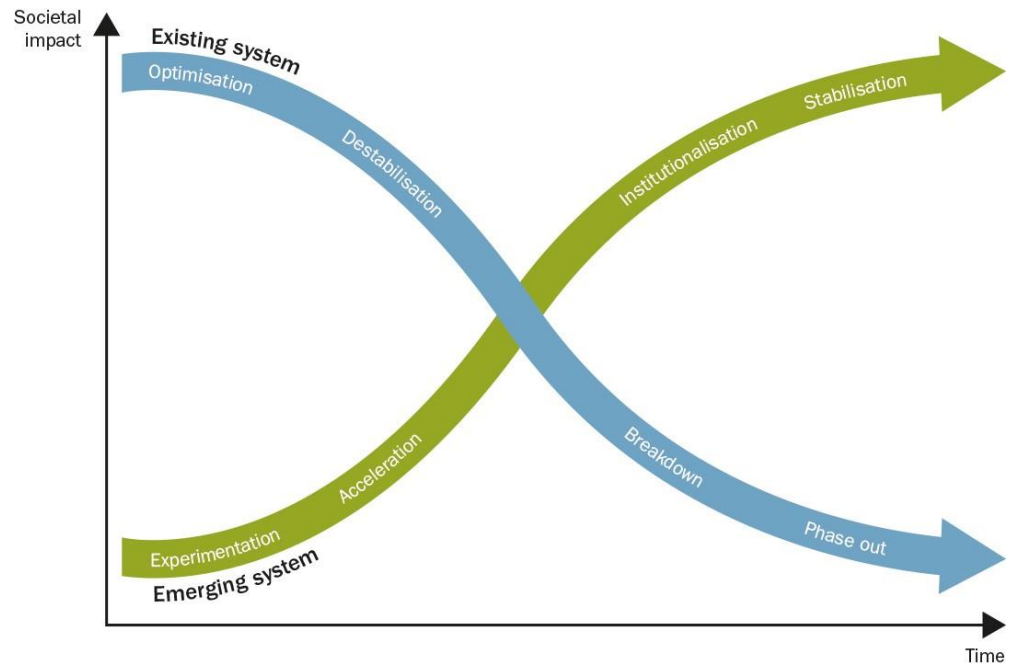 Societal
impact
Existing system
Optimisation
Destabilisation
Breakdown
Phase out
Stabilisation
Institutionalisation
Acceleration
Experimentation
Emerging system
Time